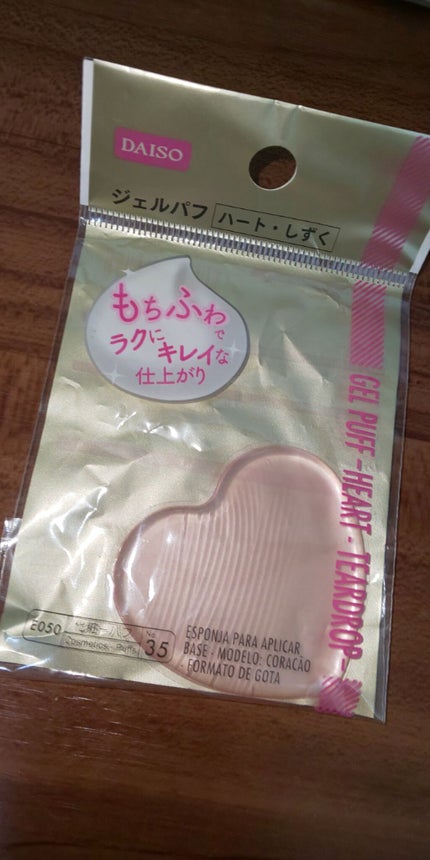 DAISO
ジェルパフ ハート・しずく
もちふわで
ラクに
キレイな
仕上がり
GEL PUFF -HEART・TEARDROP-
E050
No.
35
Cosmetics
ESPONJA PARA APLICAR
BASE - MODELO: CORACÃO
- FORMATO DE GOTA